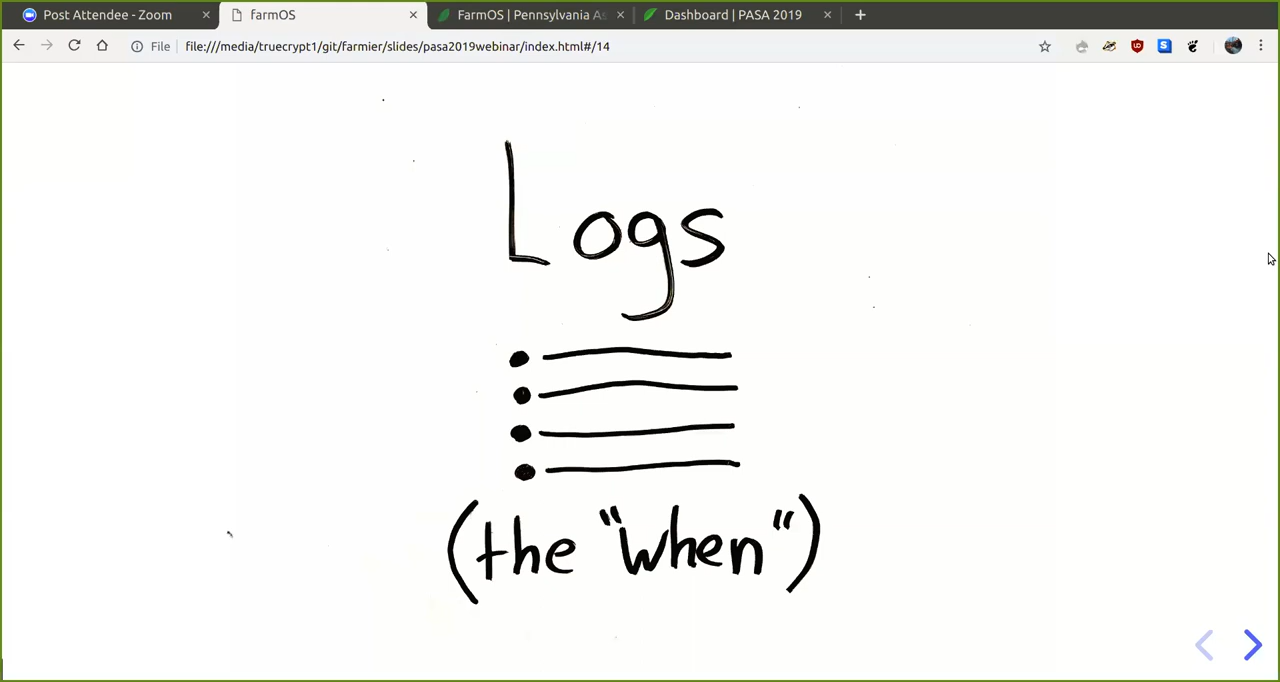 Post Attendee - Zoom
farmOS
FarmOS | Pennsylvania As
Dashboard | PASA 2019
File
file:///media/truecrypt1/git/farmier/slides/pasa2019webinar/index.html#/14
Logs
(the "when")